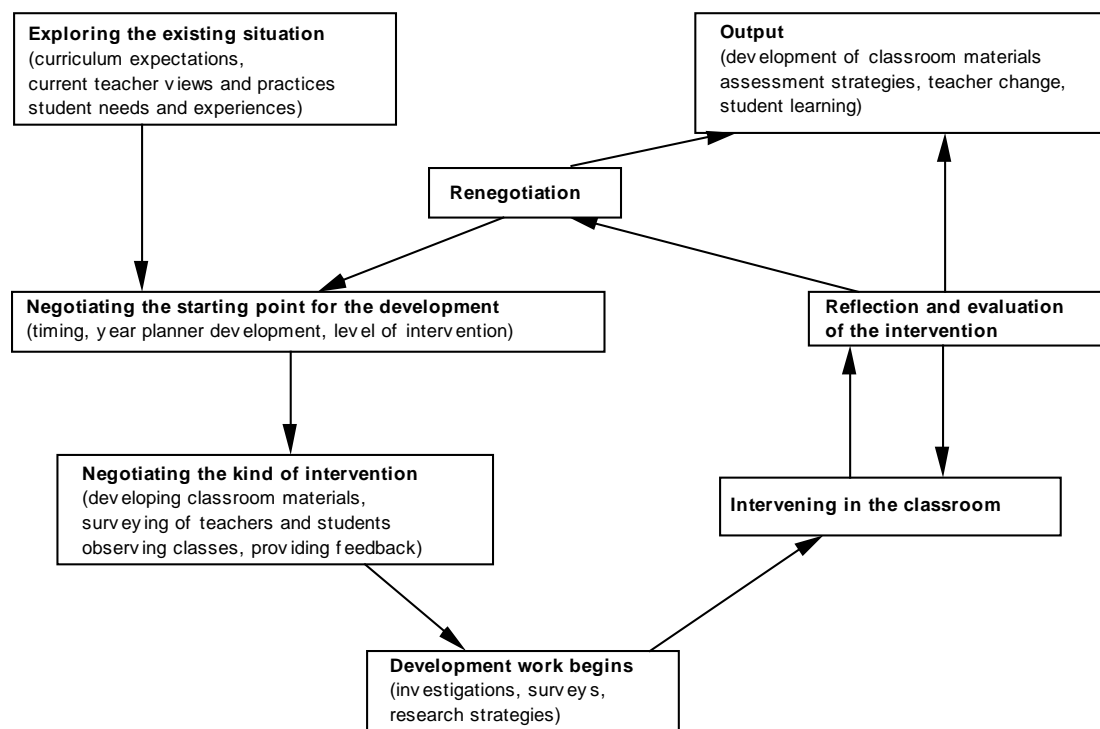 Exploring the existing situation
(curriculum expectations,
current teacher views and practices
student needs and experiences)
Output
(development of classroom materials
assessment strategies, teacher change,
student learning)
Renegotiation
Negotiating the starting point for the development
(timing, year planner development, level of intervention)
Reflection and evaluation
of the intervention
Negotiating the kind of intervention
(developing classroom materials,
surveying of teachers and students
observing classes, providing feedback)
Intervening in the classroom
Development work begins
(investigations, surveys,
research strategies)